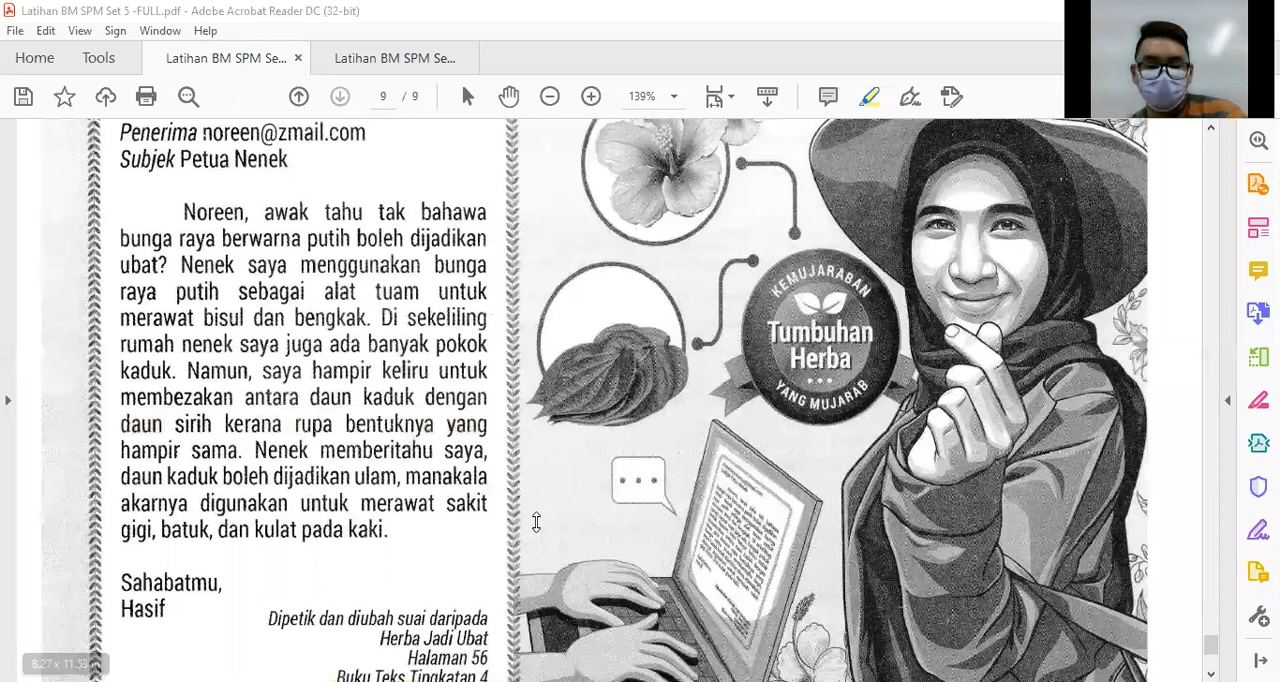 Latihan BM SPM Set 5 -FULL.pdf - Adobe Acrobat Reader DC (32-bit)
File Edit View Sign Window Help
Home Tools Latihan BM SPM Se... × Latihan BM SPM Se...
9 / 9 139%
Penerima noreen@zmail.com
Subjek Petua Nenek
Noreen, awak tahu tak bahawa
bunga raya berwarna putih boleh dijadikan
ubat? Nenek saya menggunakan bunga
raya putih sebagai alat tuam untuk
merawat bisul dan bengkak. Di sekeliling
rumah nenek saya juga ada banyak pokok
kaduk. Namun, saya hampir keliru untuk
membezakan antara daun kaduk dengan
daun sirih kerana rupa bentuknya yang
hampir sama. Nenek memberitahu saya,
daun kaduk boleh dijadikan ulam, manakala
akarnya digunakan untuk merawat sakit
gigi, batuk, dan kulat pada kaki.
Sahabatmu,
Hasif
Dipetik dan diubah suai daripada
Herba Jadi Ubat
Halaman 56
Buku Teks Tingkatan 4
8.27 x 11.53 in
KEMUJARABAN
Tumbuhan
Herba
YANG MUJARAB